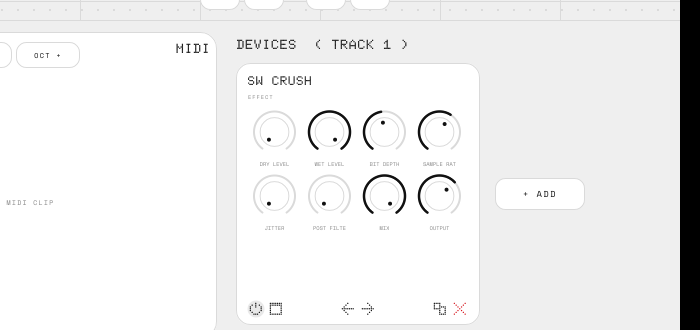 OCT +
MIDI
DEVICES ( TRACK 1 )
SW CRUSH
EFFECT
DRY LEVEL
WET LEVEL
BIT DEPTH
SAMPLE RAT
JITTER
POST FILTE
MIX
OUTPUT
MIDI CLIP
+ ADD